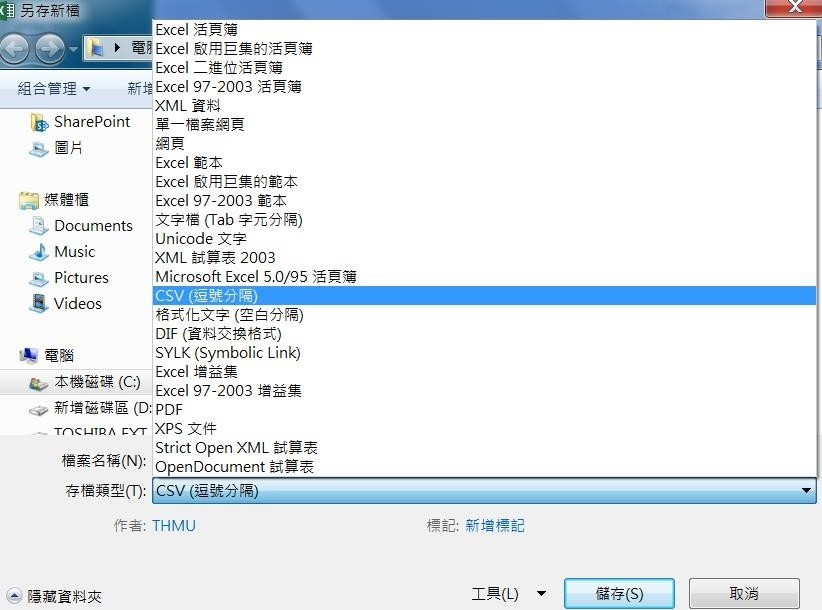 另存新檔
電腦
組合管理
新增
SharePoint
圖片
媒體櫃
Documents
Music
Pictures
Videos
電腦
本機磁碟 (C:)
新增磁碟區 (D:
TOSHIBA EXT
Excel 活頁簿
Excel 啟用巨集的活頁簿
Excel 二進位活頁簿
Excel 97-2003 活頁簿
XML 資料
單一檔案網頁
網頁
Excel 範本
Excel 啟用巨集的範本
Excel 97-2003 範本
文字檔 (Tab 字元分隔)
Unicode 文字
XML 試算表 2003
Microsoft Excel 5.0/95 活頁簿
CSV (逗號分隔)
格式化文字 (空白分隔)
DIF (資料交換格式)
SYLK (Symbolic Link)
Excel 增益集
Excel 97-2003 增益集
PDF
XPS 文件
Strict Open XML 試算表
OpenDocument 試算表
檔案名稱(N):
存檔類型(T): CSV (逗號分隔)
作者: THMU 標記: 新增標記
隱藏資料夾 工具(L) 儲存(S) 取消